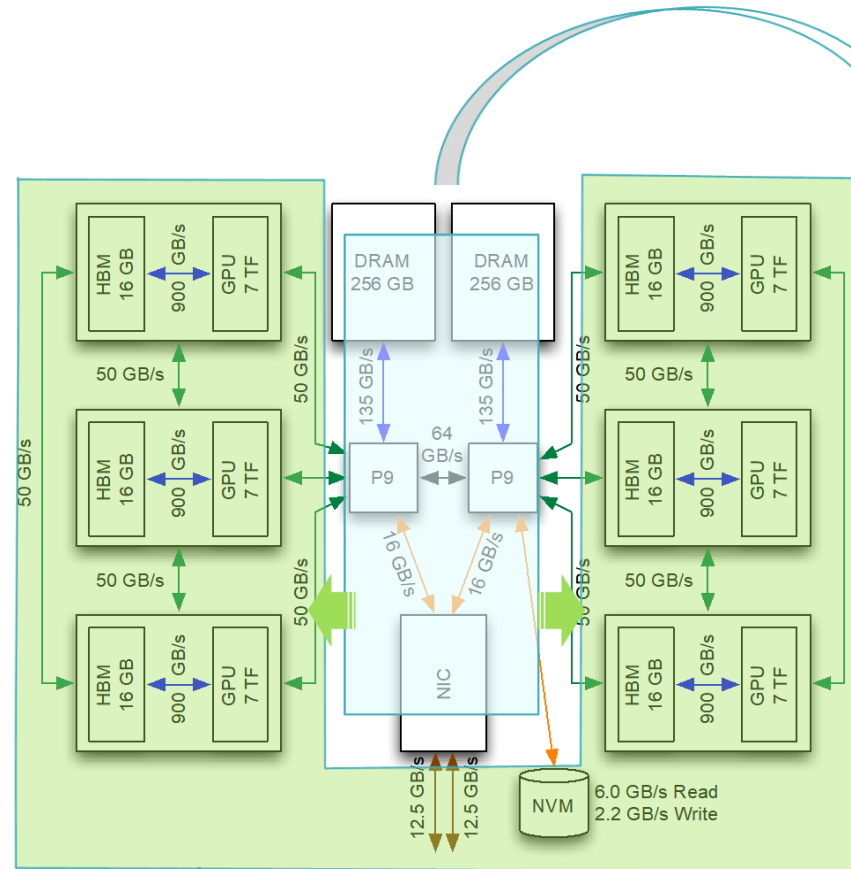 HBM
16 GB
900 GB/s
GPU
7 TF
DRAM
256 GB
DRAM
256 GB
HBM
16 GB
900 GB/s
GPU
7 TF
50 GB/s
50 GB/s
135 GB/s
135 GB/s
50 GB/s
50 GB/s
50 GB/s
HBM
16 GB
900 GB/s
GPU
7 TF
P9
64
GB/s
P9
HBM
16 GB
900 GB/s
GPU
7 TF
50 GB/s
50 GB/s
16 GB/s
16 GB/s
50 GB/s
50 GB/s
HBM
16 GB
900 GB/s
GPU
7 TF
NIC
HBM
16 GB
900 GB/s
GPU
7 TF
12.5 GB/s
12.5 GB/s
NVM
6.0 GB/s Read
2.2 GB/s Write